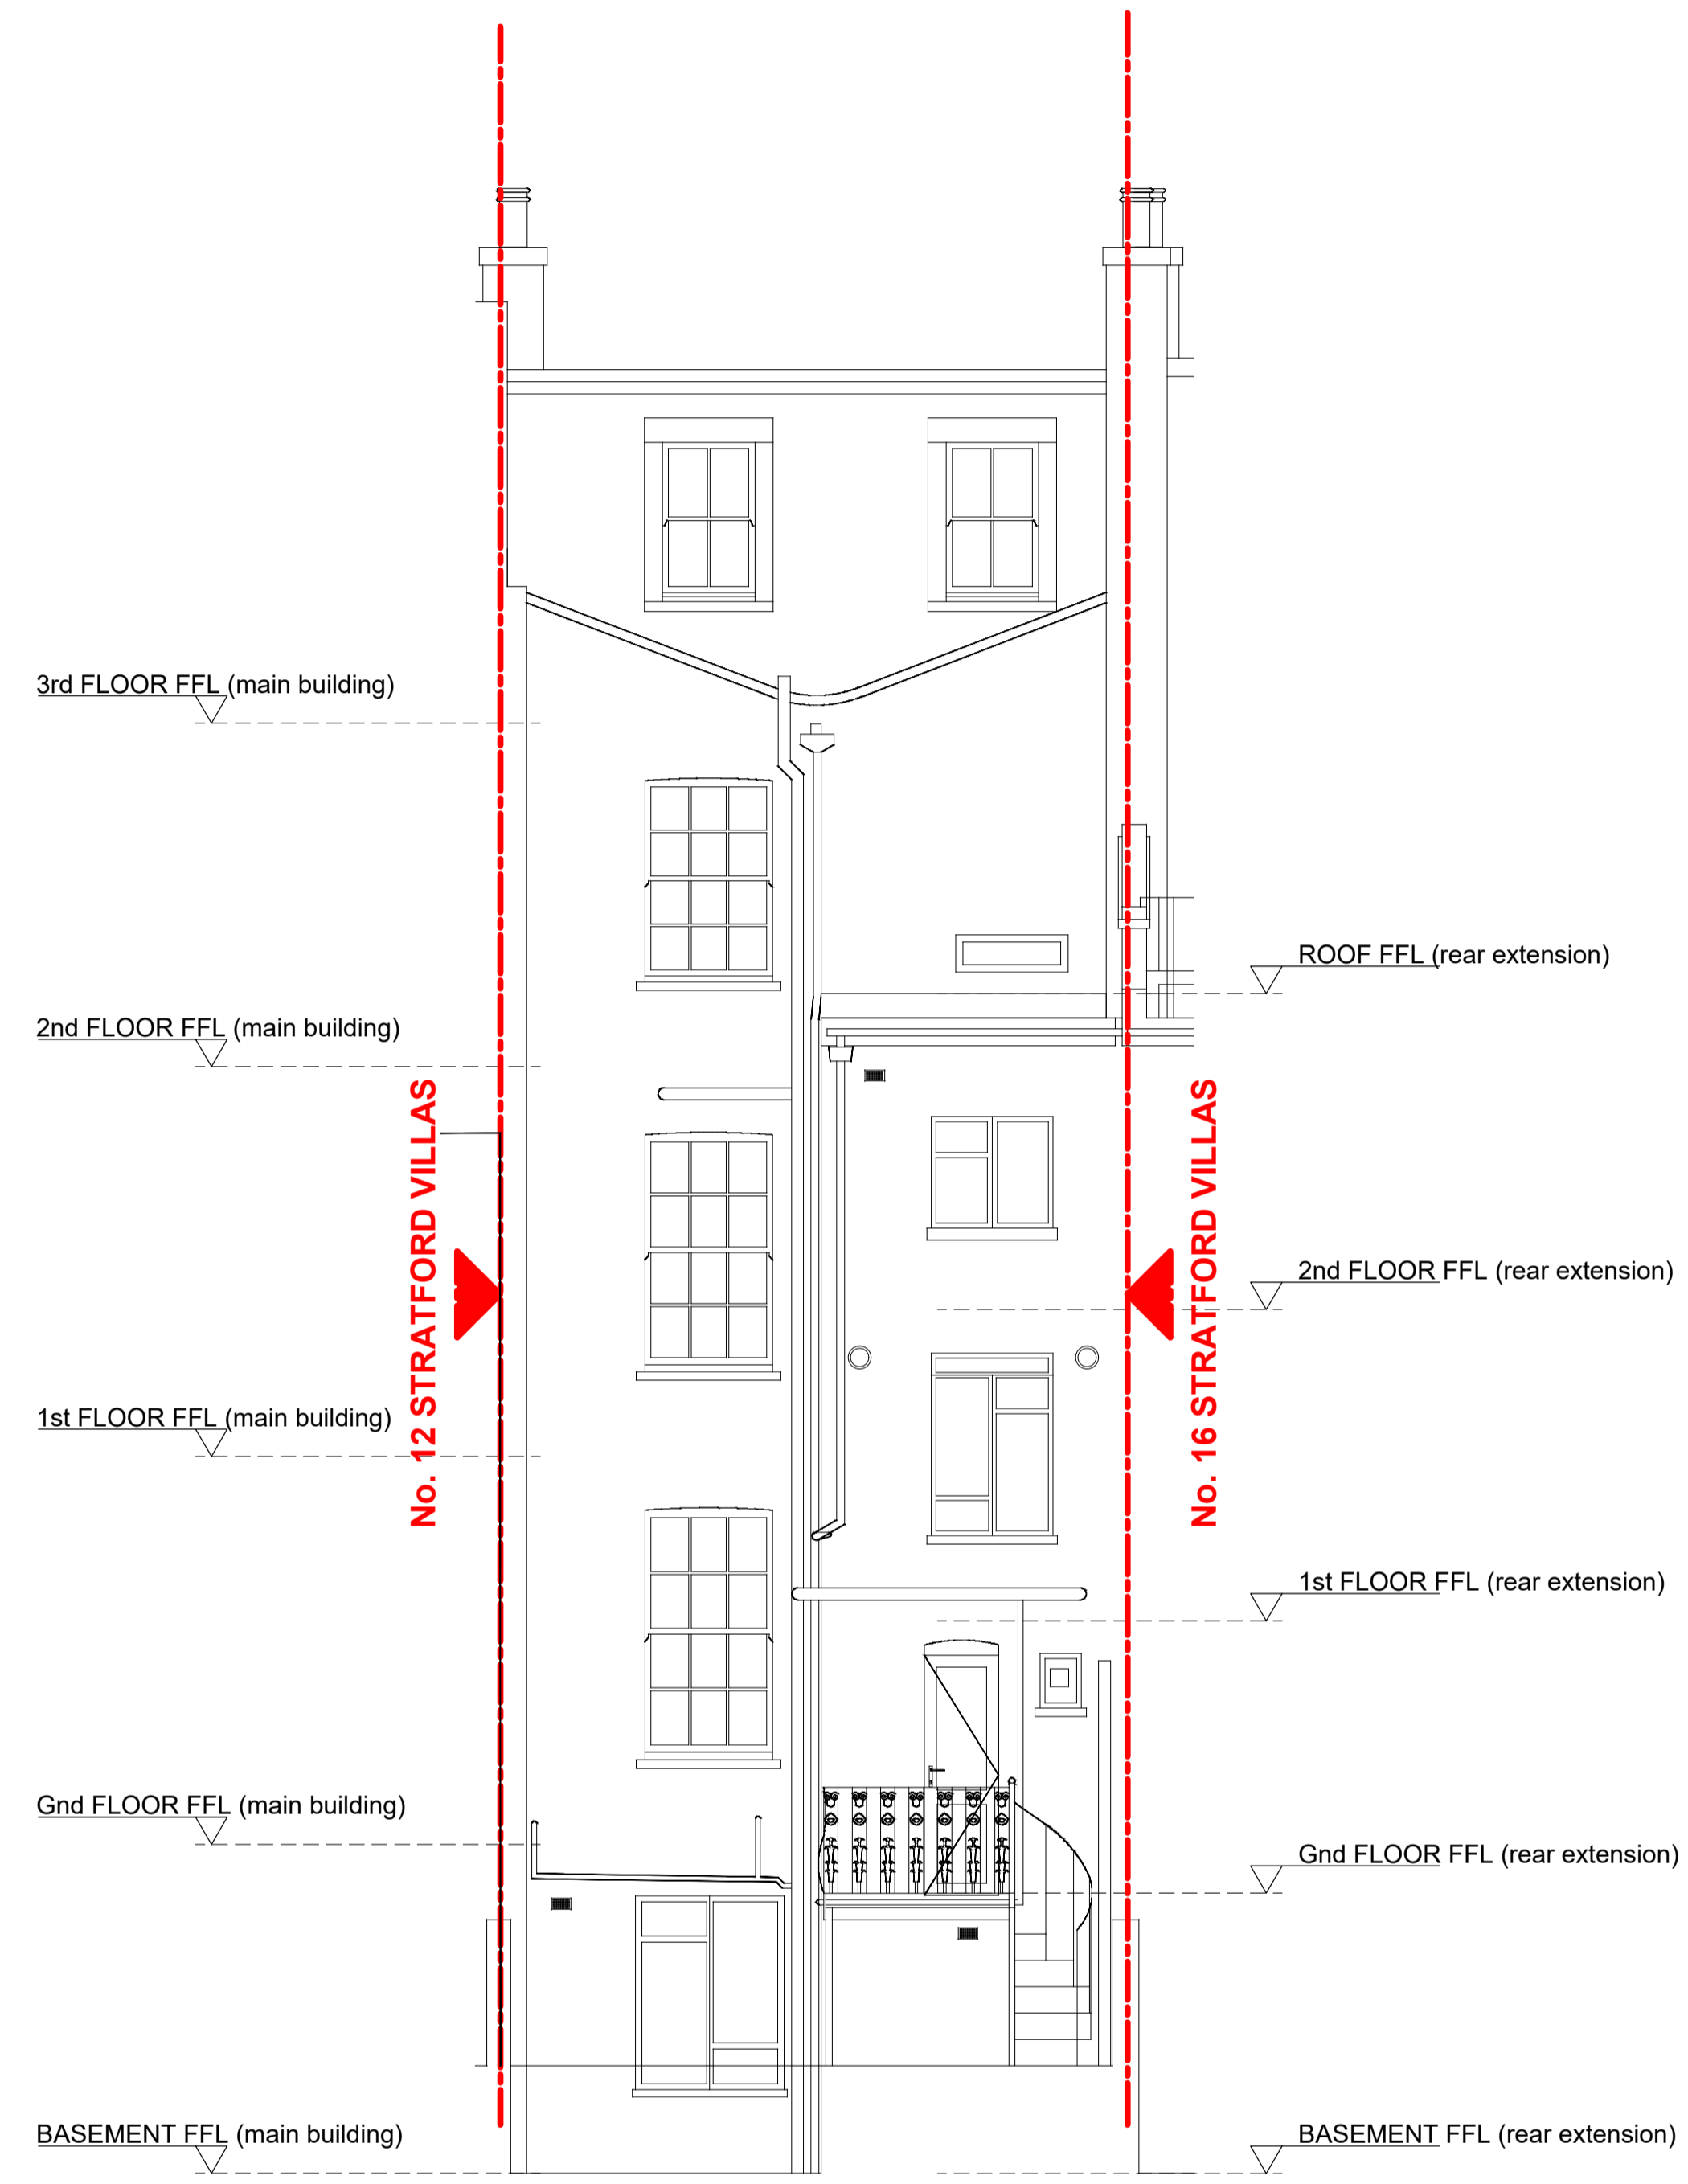 3rd FLOOR FFL (main building)
ROOF FFL (rear extension)
2nd FLOOR FFL (main building)
No. 12 STRATFORD VILLAS
No. 16 STRATFORD VILLAS
2nd FLOOR FFL (rear extension)
1st FLOOR FFL (main building)
1st FLOOR FFL (rear extension)
Gnd FLOOR FFL (main building)
Gnd FLOOR FFL (rear extension)
BASEMENT FFL (main building)
BASEMENT FFL (rear extension)